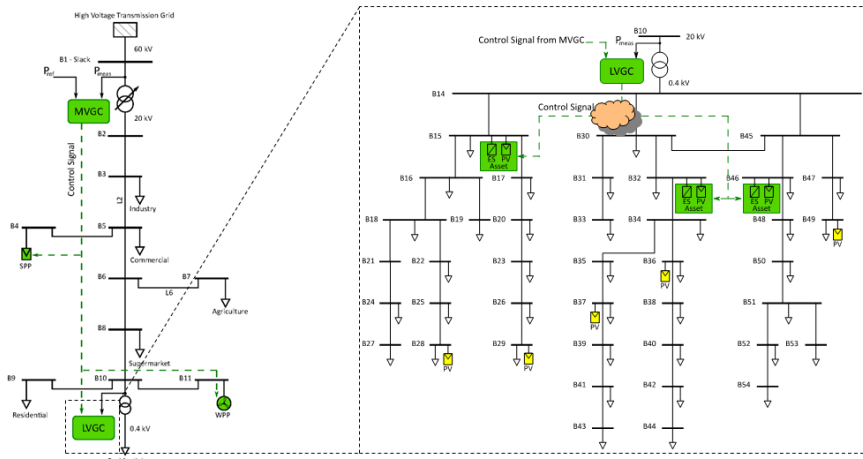 High Voltage Transmission Grid
60 kV
B1 - Slack
Pref
Pmeas
MVGC
20 kV
B2
Control Signal
B3
L2
Industry
B4
B5
SPP
Commercial
B6
B7
L6
Agriculture
B8
Supermarket
B9
B10
B11
Residential
WPP
LVGC
0.4 kV
B10
20 kV
Control Signal from MVGC
Pmeas
LVGC
0.4 kV
B14
Control Signal
B15
B30
B45
ES PV
Asset
B16
B17
B31
B32
B46
B47
ES PV
Asset
ES PV
Asset
B18
B19
B20
B33
B34
B48
B49
PV
B21
B22
B23
B35
B36
B50
PV
B24
B25
B26
B37
B38
B51
PV
B27
B28
B29
B39
B40
B52
B53
PV
PV
B41
B42
B54
B43
B44